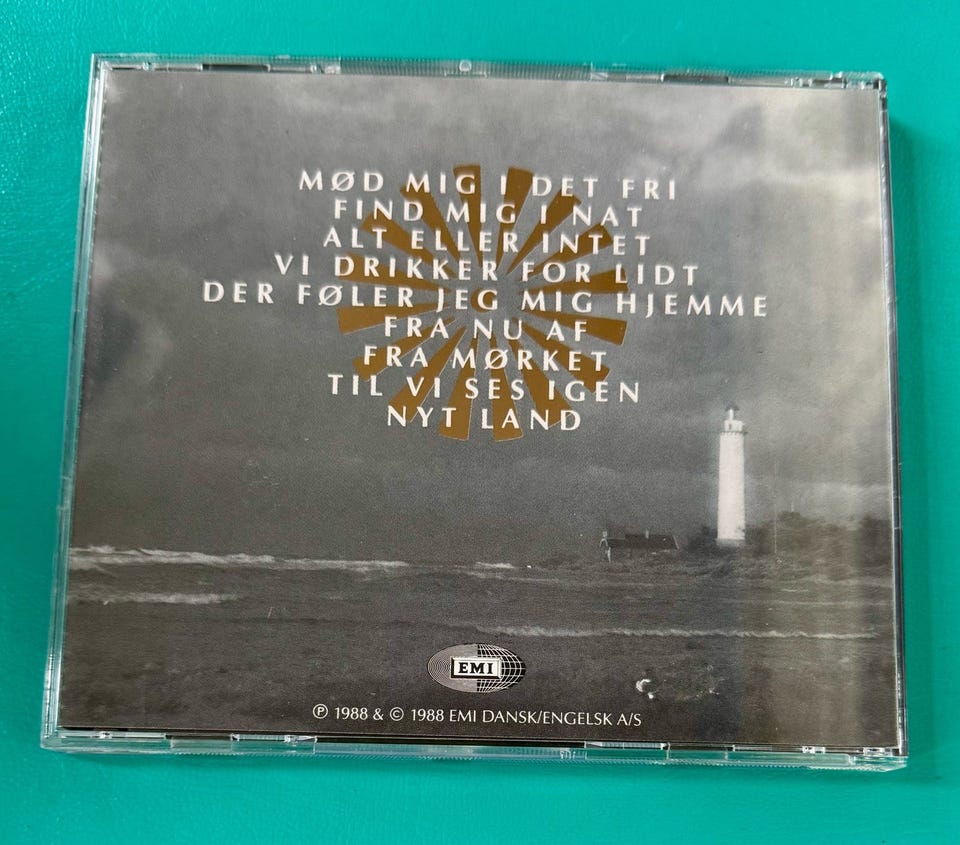 MØD MIG I DET FRI
FIND MIG I NAT
ALT ELLER INTET
VI DRIKKER FOR LIDT
DER FØLER JEG MIG HJEMME
FRA NU AF
FRA MØRKET
TIL VI SES IGEN
NYT LAND
EMI
℗ 1988 & © 1988 EMI DANSK/ENGELSK A/S